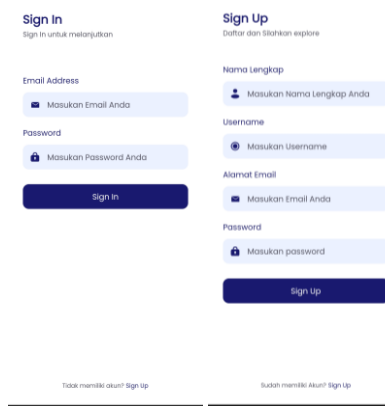 Sign In
Sign In untuk melanjutkan
Email Address
Masukan Email Anda
Password
Masukan Password Anda
Sign In
Tidak memiliki akun? Sign Up
Sign Up
Daftar dan Silahkan explore
Nama Lengkap
Masukan Nama Lengkap Anda
Username
Masukan Username
Alamat Email
Masukan Email Anda
Password
Masukan password
Sign Up
Sudah memiliki Akun? Sign Up